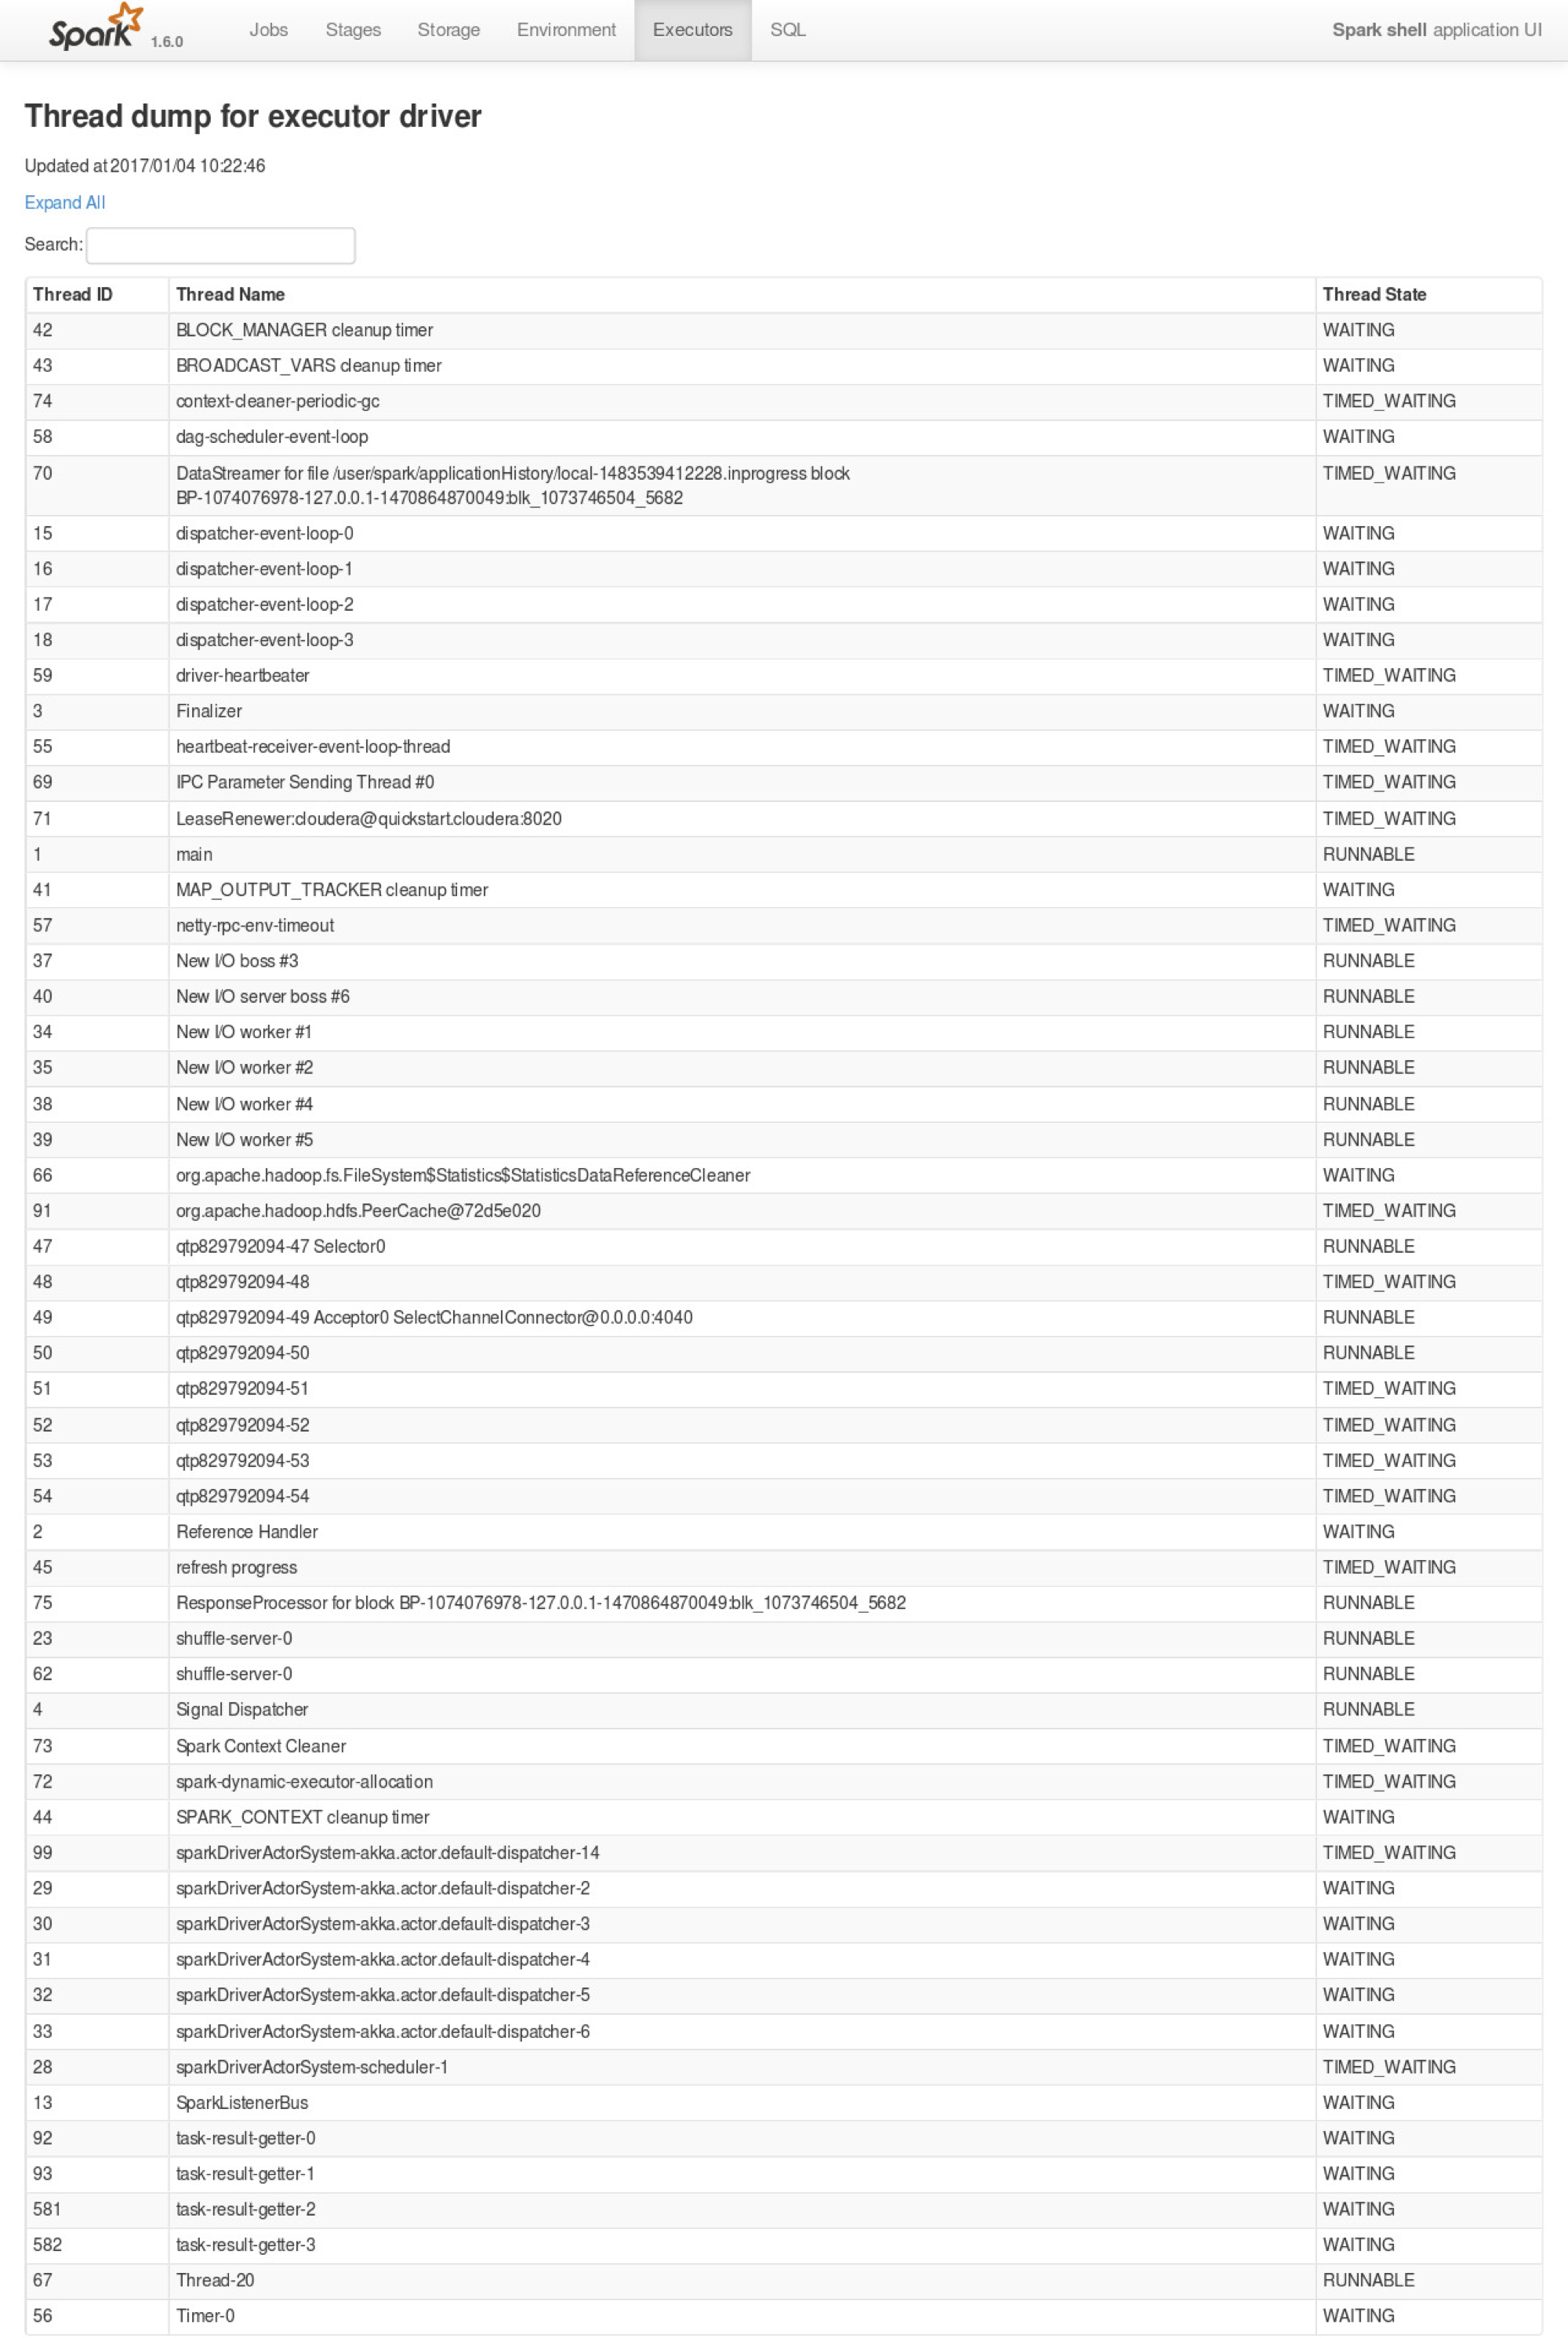 Spark 1.6.0 Jobs Stages Storage Environment Executors SQL Spark shell application UI
Thread dump for executor driver
Updated at 2017/01/04 10:22:46
Expand All
Search:
Thread ID Thread Name Thread State
42 BLOCK_MANAGER cleanup timer WAITING
43 BROADCAST_VARS cleanup timer WAITING
74 context-cleaner-periodic-gc TIMED_WAITING
58 dag-scheduler-event-loop WAITING
70 DataStreamer for file /user/spark/applicationHistory/local-1483539412228.inprogress block TIMED_WAITING
BP-1074076978-127.0.0.1-1470864870049:blk_1073746504_5682
15 dispatcher-event-loop-0 WAITING
16 dispatcher-event-loop-1 WAITING
17 dispatcher-event-loop-2 WAITING
18 dispatcher-event-loop-3 WAITING
59 driver-heartbeater TIMED_WAITING
3 Finalizer WAITING
55 heartbeat-receiver-event-loop-thread TIMED_WAITING
69 IPC Parameter Sending Thread #0 TIMED_WAITING
71 LeaseRenewer:cloudera@quickstart.cloudera:8020 TIMED_WAITING
1 main RUNNABLE
41 MAP_OUTPUT_TRACKER cleanup timer WAITING
57 netty-rpc-env-timeout TIMED_WAITING
37 New I/O boss #3 RUNNABLE
40 New I/O server boss #6 RUNNABLE
34 New I/O worker #1 RUNNABLE
35 New I/O worker #2 RUNNABLE
38 New I/O worker #4 RUNNABLE
39 New I/O worker #5 RUNNABLE
66 org.apache.hadoop.fs.FileSystem$Statistics$StatisticsDataReferenceCleaner WAITING
91 org.apache.hadoop.hdfs.PeerCache@72d5e020 TIMED_WAITING
47 qtp829792094-47 Selector0 RUNNABLE
48 qtp829792094-48 TIMED_WAITING
49 qtp829792094-49 Acceptor0 SelectChannelConnector@0.0.0.0:4040 RUNNABLE
50 qtp829792094-50 RUNNABLE
51 qtp829792094-51 TIMED_WAITING
52 qtp829792094-52 TIMED_WAITING
53 qtp829792094-53 TIMED_WAITING
54 qtp829792094-54 TIMED_WAITING
2 Reference Handler WAITING
45 refresh progress TIMED_WAITING
75 ResponseProcessor for block BP-1074076978-127.0.0.1-1470864870049:blk_1073746504_5682 RUNNABLE
23 shuffle-server-0 RUNNABLE
62 shuffle-server-0 RUNNABLE
4 Signal Dispatcher RUNNABLE
73 Spark Context Cleaner TIMED_WAITING
72 spark-dynamic-executor-allocation TIMED_WAITING
44 SPARK_CONTEXT cleanup timer WAITING
99 sparkDriverActorSystem-akka.actor.default-dispatcher-14 TIMED_WAITING
29 sparkDriverActorSystem-akka.actor.default-dispatcher-2 WAITING
30 sparkDriverActorSystem-akka.actor.default-dispatcher-3 WAITING
31 sparkDriverActorSystem-akka.actor.default-dispatcher-4 WAITING
32 sparkDriverActorSystem-akka.actor.default-dispatcher-5 WAITING
33 sparkDriverActorSystem-akka.actor.default-dispatcher-6 WAITING
28 sparkDriverActorSystem-scheduler-1 TIMED_WAITING
13 SparkListenerBus WAITING
92 task-result-getter-0 WAITING
93 task-result-getter-1 WAITING
581 task-result-getter-2 WAITING
582 task-result-getter-3 WAITING
67 Thread-20 RUNNABLE
56 Timer-0 WAITING